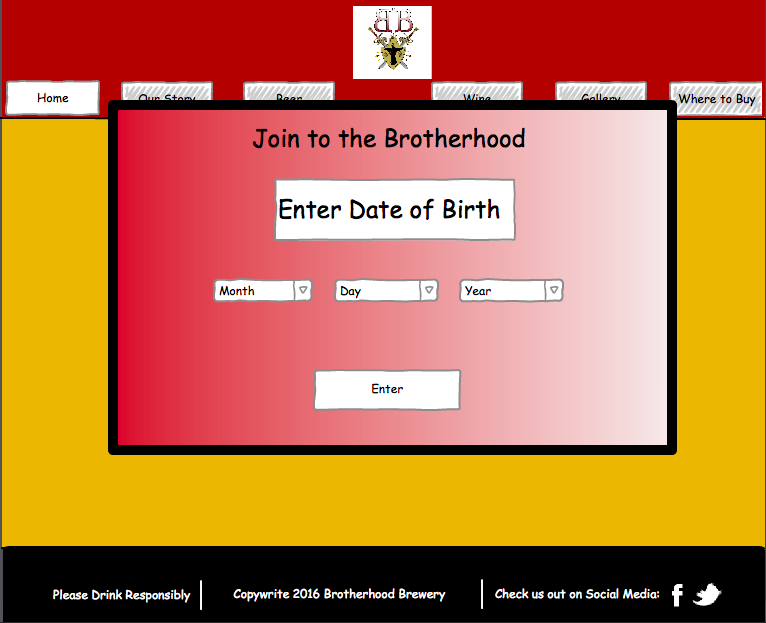 BB
Home
Our Story
Beer
Wine
Gallery
Where to Buy
Join to the Brotherhood
Enter Date of Birth
Month
Day
Year
Enter
Please Drink Responsibly
Copywrite 2016 Brotherhood Brewery
Check us out on Social Media: